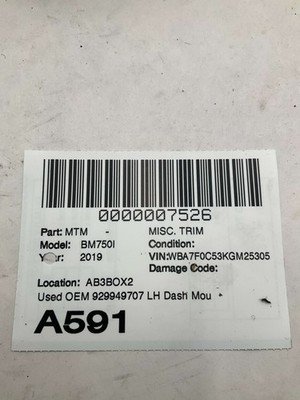 0000007526
Part: MTM - MISC. TRIM
Model: BM750I Condition:
Year: 2019 VIN:WBA7F0C53KGM25305
Damage Code:
Location: AB3BOX2
Used OEM 929949707 LH Dash Mou
A591